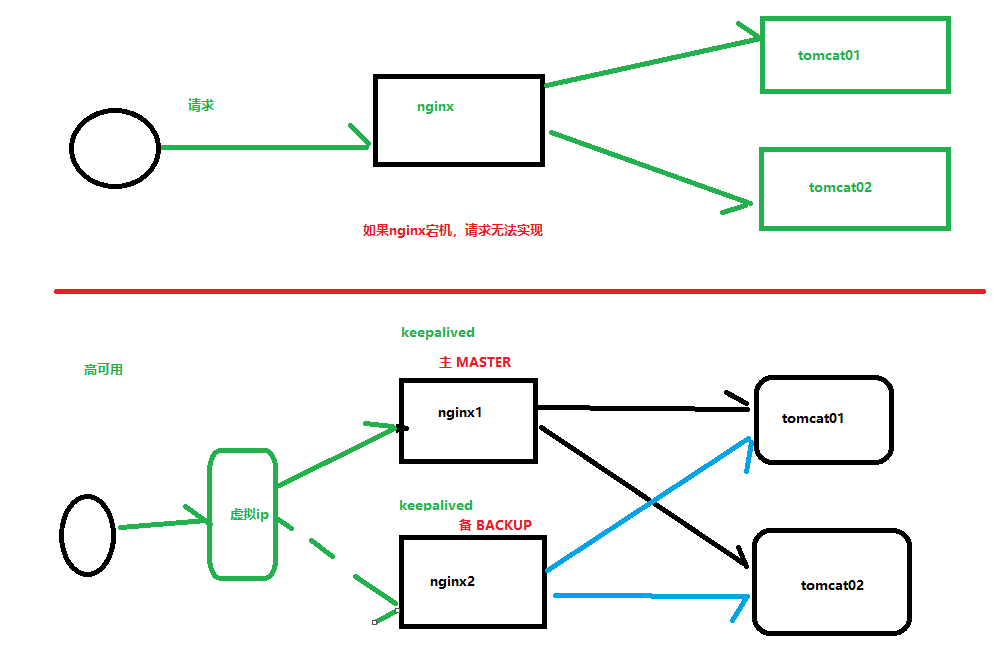 tomcat01
请求
nginx
tomcat02
如果nginx宕机，请求无法实现
keepalived
主 MASTER
高可用
nginx1
tomcat01
keepalived
虚拟ip
备 BACKUP
nginx2
tomcat02